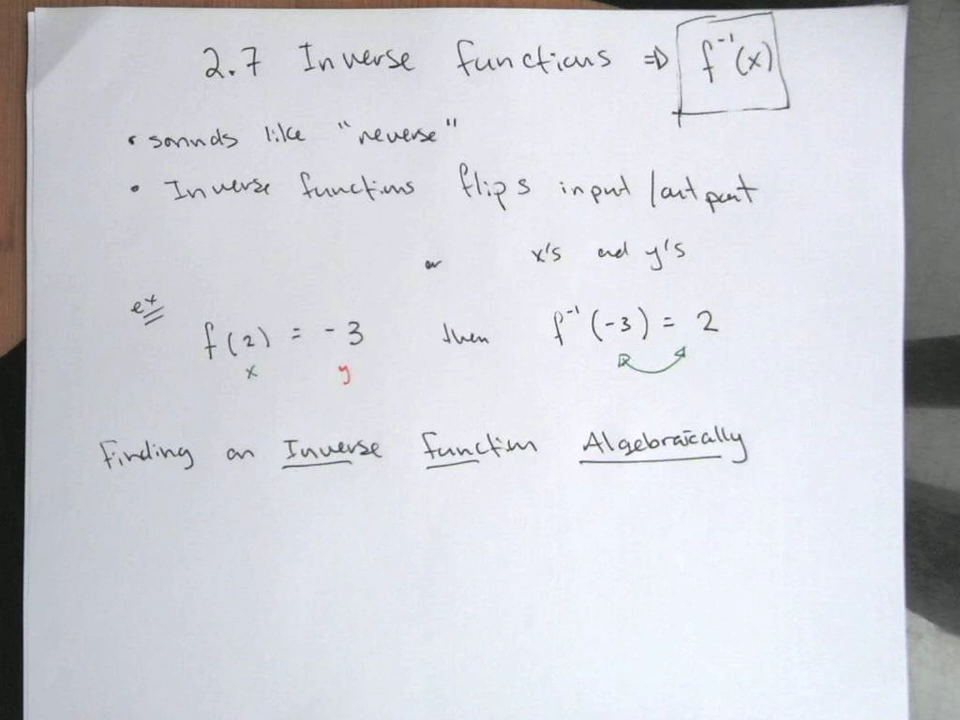 2.7 Inverse functions ⇒ f⁻¹(x)
• sounds like "reverse"
• Inverse functions flips input/output
or x's and y's
ex
f(2) = -3 then f⁻¹(-3) = 2
x y
Finding an Inverse Function Algebraically